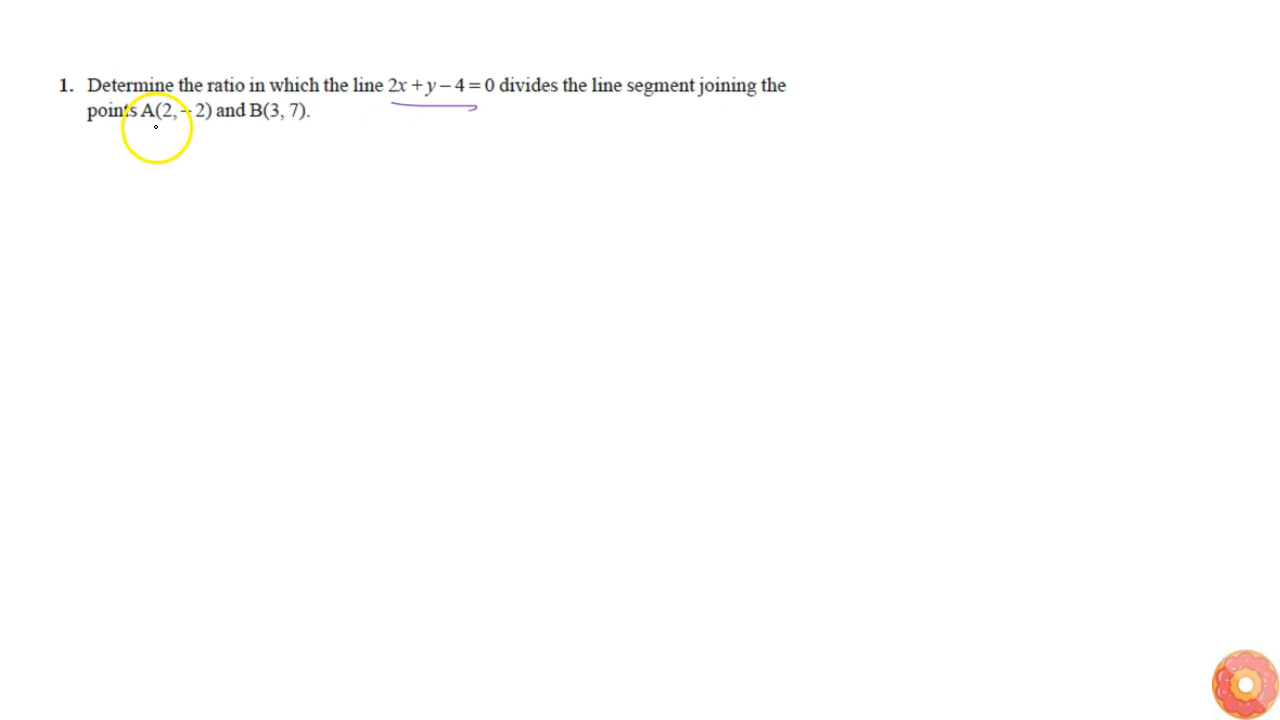 1. Determine the ratio in which the line 2x + y – 4 = 0 divides the line segment joining the
points A(2, – 2) and B(3, 7).